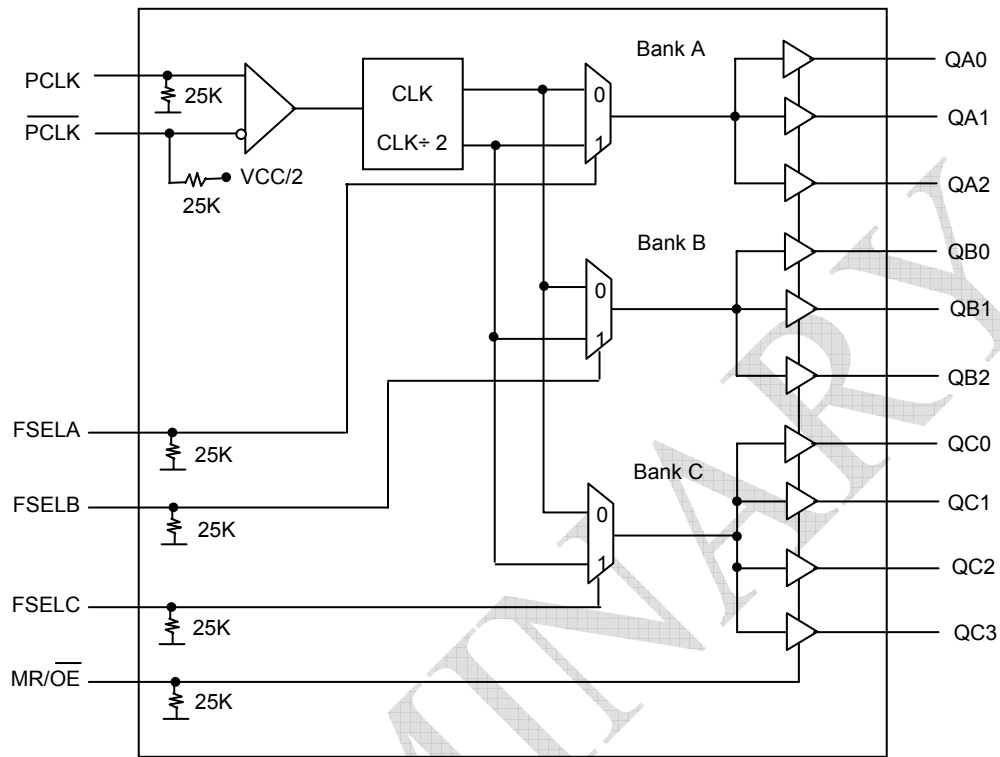 Bank A
QA0
PCLK
25K
CLK
0
QA1
PCLK
CLK÷ 2
1
VCC/2
25K
QA2
Bank B
QB0
0
QB1
1
QB2
FSELA
25K
QC0
Bank C
FSELB
25K
0
QC1
1
QC2
FSELC
25K
QC3
MR/OE
25K
MINARY